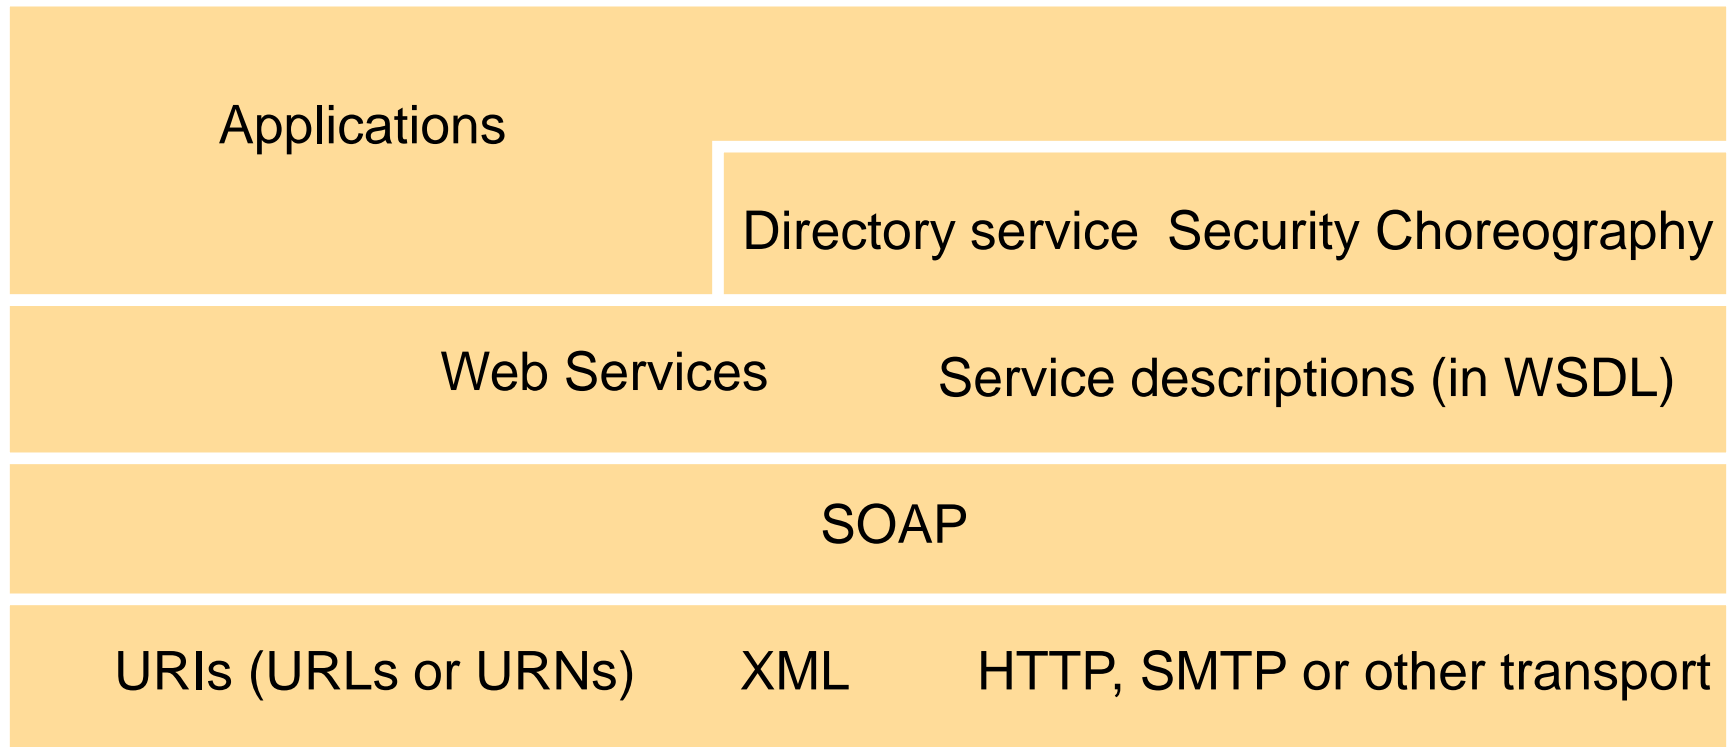 Applications
Directory service Security Choreography
Web Services
Service descriptions (in WSDL)
SOAP
URIs (URLs or URNs)
XML
HTTP, SMTP or other transport